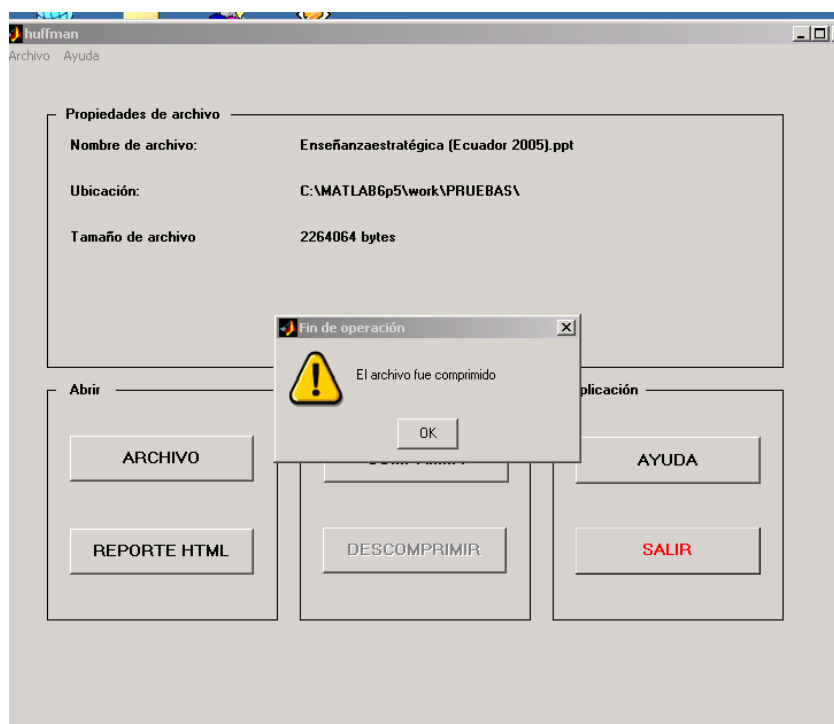 huffman
Archivo Ayuda
Propiedades de archivo
Nombre de archivo: Enseñanzaestratégica (Ecuador 2005).ppt
Ubicación: C:\MATLAB6p5\work\PRUEBAS\
Tamaño de archivo 2264064 bytes
Fin de operación
El archivo fue comprimido
OK
Abrir
plicación
ARCHIVO
AYUDA
REPORTE HTML
DESCOMPRIMIR
SALIR